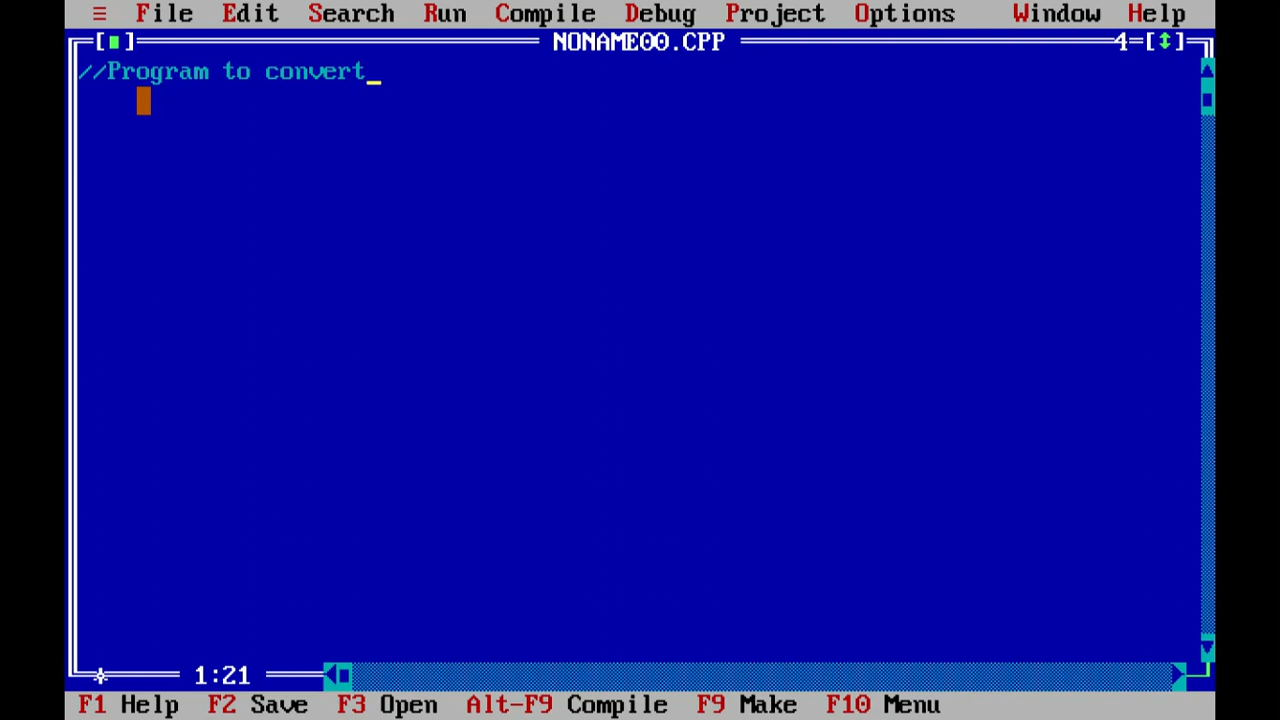 ≡ File Edit Search Run Compile Debug Project Options Window Help
[■] NONAME00.CPP 4=[↕]
//Program to convert_
1:21
F1 Help F2 Save F3 Open Alt-F9 Compile F9 Make F10 Menu